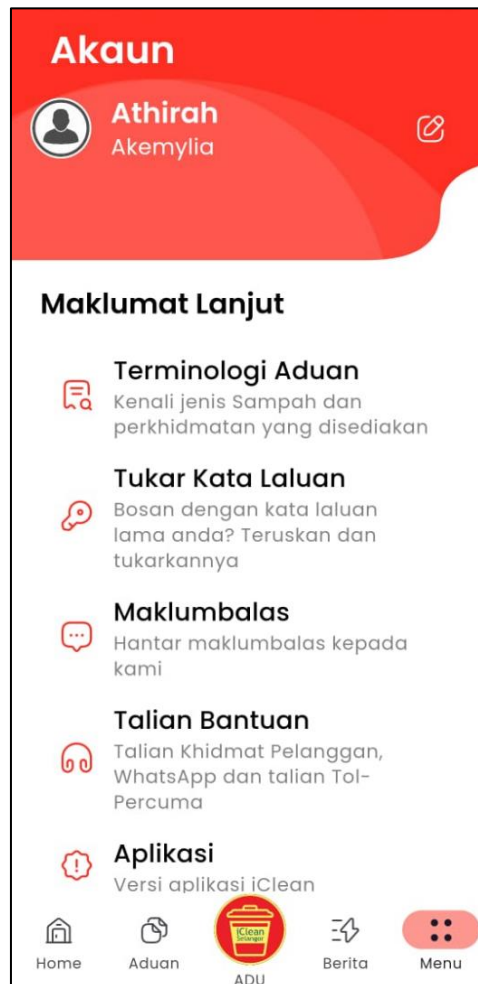 Akaun
Athirah
Akemylia
Maklumat Lanjut
Terminologi Aduan
Kenali jenis Sampah dan
perkhidmatan yang disediakan
Tukar Kata Laluan
Bosan dengan kata laluan
lama anda? Teruskan dan
tukarkannya
Maklumbalas
Hantar maklumbalas kepada
kami
Talian Bantuan
Talian Khidmat Pelanggan,
WhatsApp dan talian Tol-
Percuma
Aplikasi
Versi aplikasi iClean
iClean
Selangor
Home
Aduan
ADU
Berita
Menu